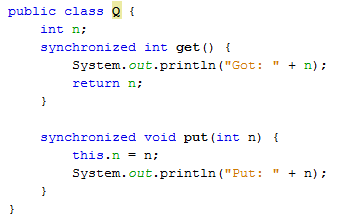 public class Q {
    int n;
    synchronized int get() {
        System.out.println("Got: " + n);
        return n;
    }

    synchronized void put(int n) {
        this.n = n;
        System.out.println("Put: " + n);
    }
}